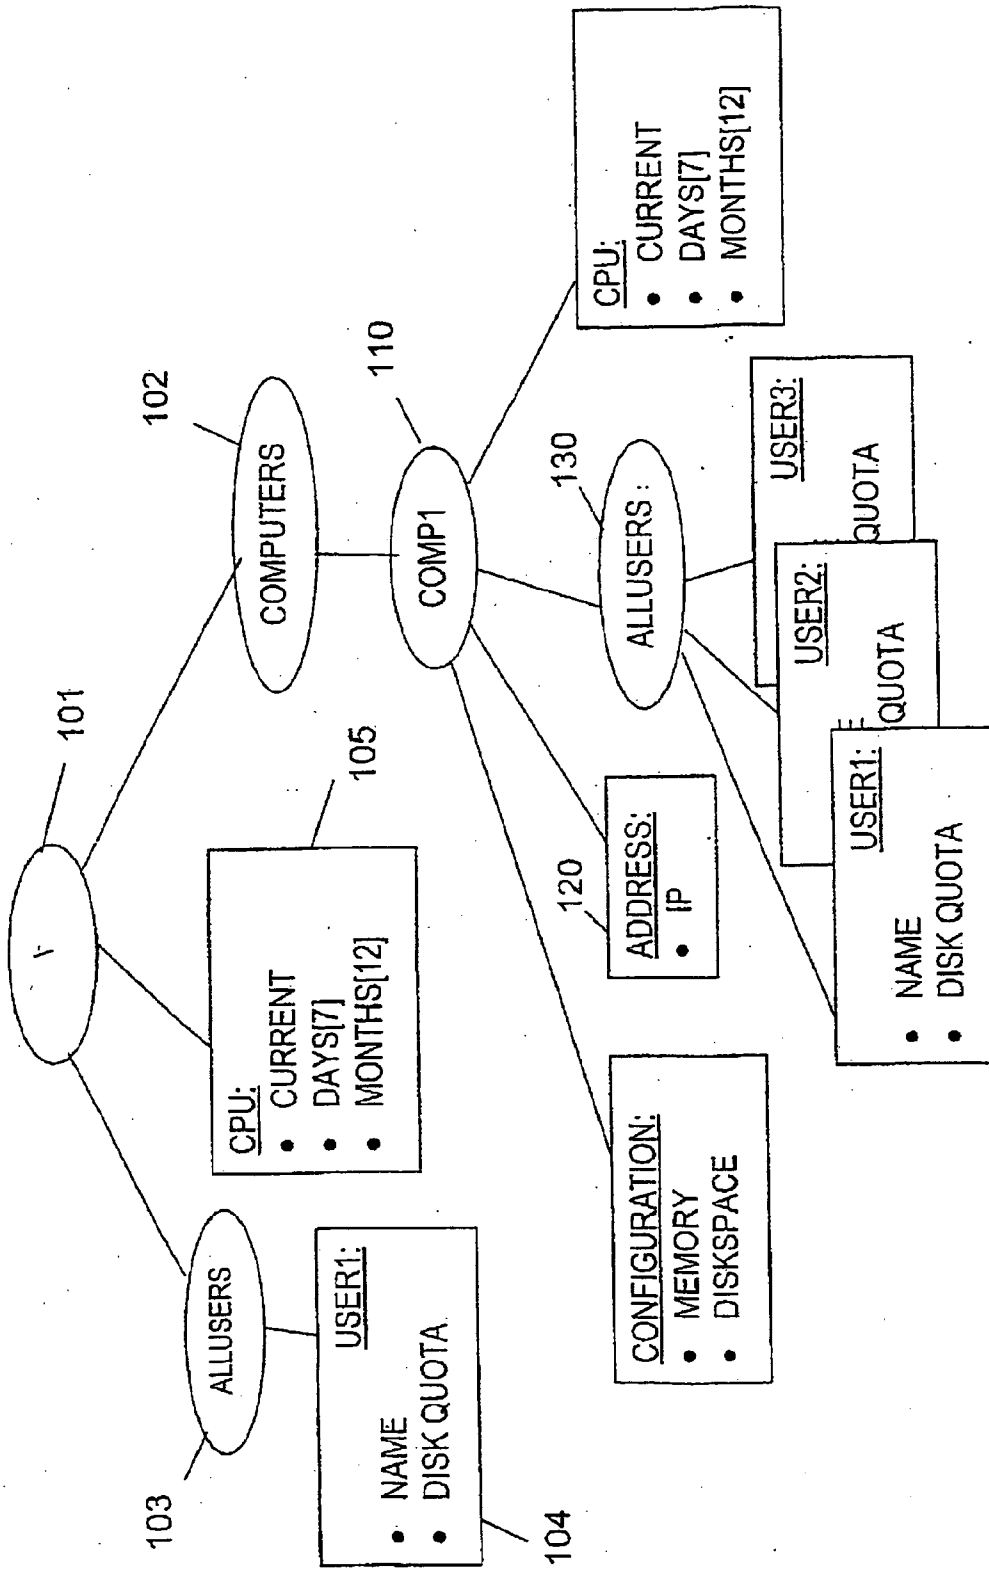 101
\
102
COMPUTERS
103
ALLUSERS
105
CPU:
• CURRENT
• DAYS[7]
• MONTHS[12]
104
USER1:
• NAME
• DISK QUOTA
110
COMP1
CONFIGURATION:
• MEMORY
• DISKSPACE
120
ADDRESS:
• IP
130
ALLUSERS :
CPU:
• CURRENT
• DAYS[7]
• MONTHS[12]
USER1:
• NAME
• DISK QUOTA
USER2:
QUOTA
USER3:
QUOTA